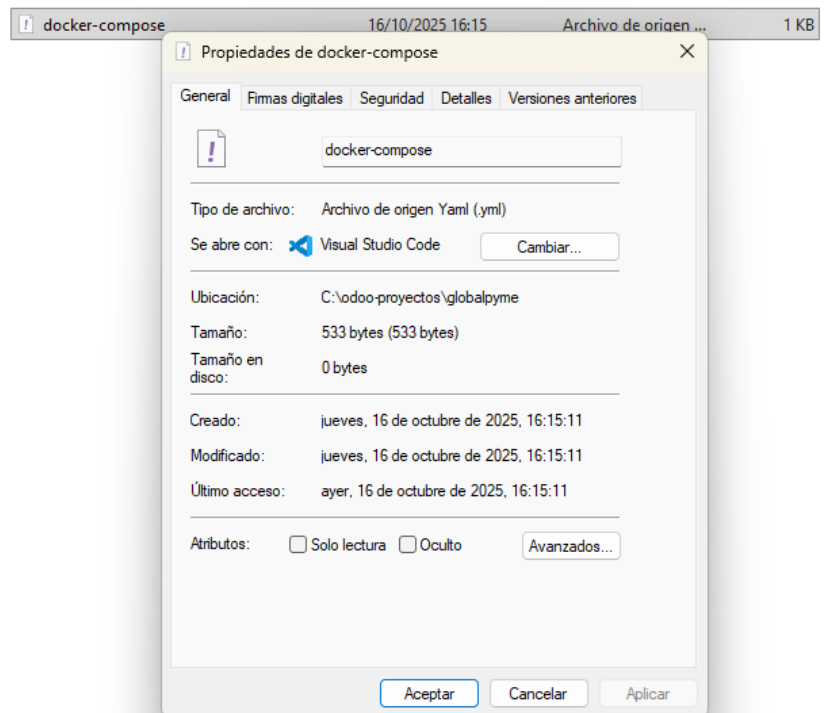 docker-compose 16/10/2025 16:15 Archivo de origen ... 1 KB
Propiedades de docker-compose
General Firmas digitales Seguridad Detalles Versiones anteriores
docker-compose
Tipo de archivo: Archivo de origen Yaml (.yml)
Se abre con: Visual Studio Code Cambiar...
Ubicación: C:\odoo-proyectos\globalpyme
Tamaño: 533 bytes (533 bytes)
Tamaño en
disco: 0 bytes
Creado: jueves, 16 de octubre de 2025, 16:15:11
Modificado: jueves, 16 de octubre de 2025, 16:15:11
Último acceso: ayer, 16 de octubre de 2025, 16:15:11
Atributos: Solo lectura Oculto Avanzados...
Aceptar Cancelar Aplicar